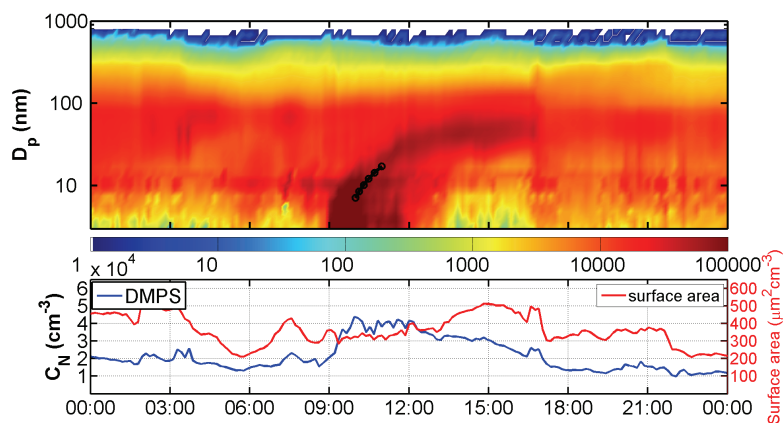 1000
100
10
D_p (nm)
1 10 100 1000 10000 100000
x 10^4
6
5
4
3
2
1
C_N (cm^-3)
DMPS
surface area
600
500
400
300
200
100
Surface area (μm^2cm^-3)
00:00 03:00 06:00 09:00 12:00 15:00 18:00 21:00 00:00